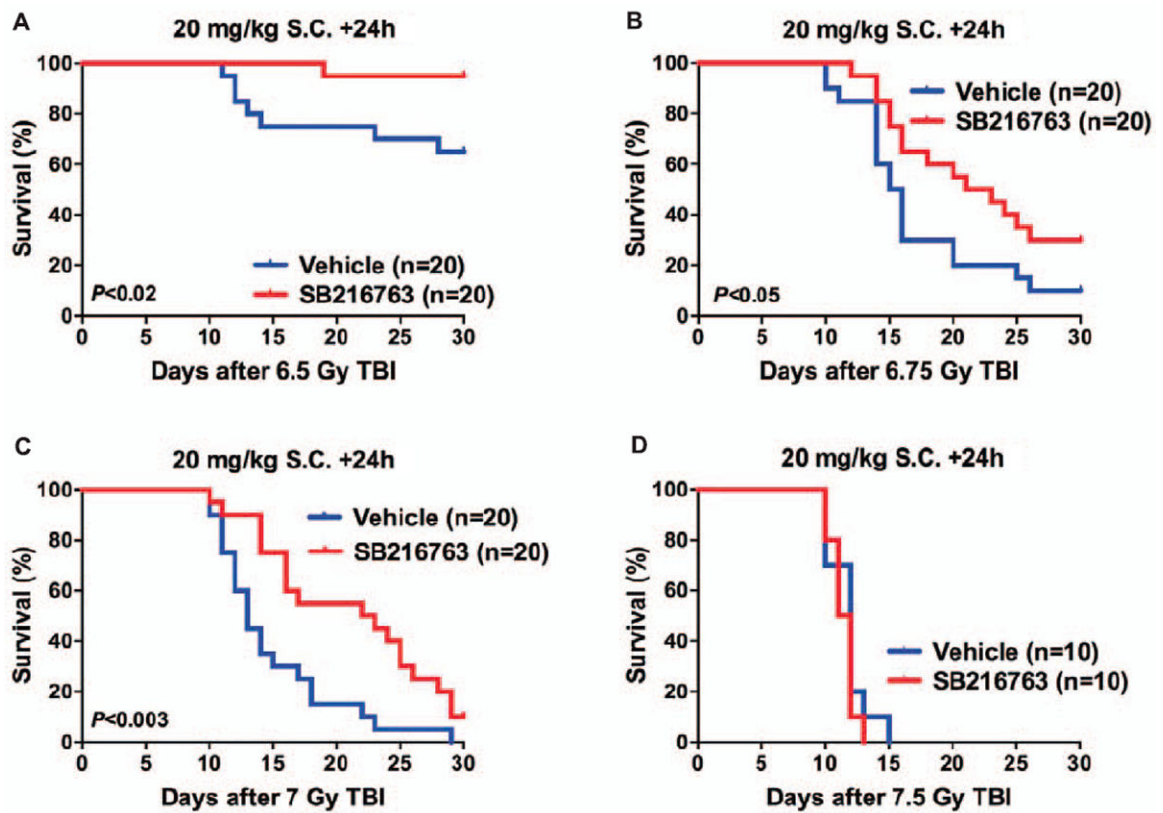 A
20 mg/kg S.C. +24h
Survival (%)
100
80
60
40
20
0
Vehicle (n=20)
SB216763 (n=20)
P<0.02
0 5 10 15 20 25 30
Days after 6.5 Gy TBI
B
20 mg/kg S.C. +24h
Survival (%)
100
80
60
40
20
0
Vehicle (n=20)
SB216763 (n=20)
P<0.05
0 5 10 15 20 25 30
Days after 6.75 Gy TBI
C
20 mg/kg S.C. +24h
Survival (%)
100
80
60
40
20
0
Vehicle (n=20)
SB216763 (n=20)
P<0.003
0 5 10 15 20 25 30
Days after 7 Gy TBI
D
20 mg/kg S.C. +24h
Survival (%)
100
80
60
40
20
0
Vehicle (n=10)
SB216763 (n=10)
0 5 10 15 20 25 30
Days after 7.5 Gy TBI